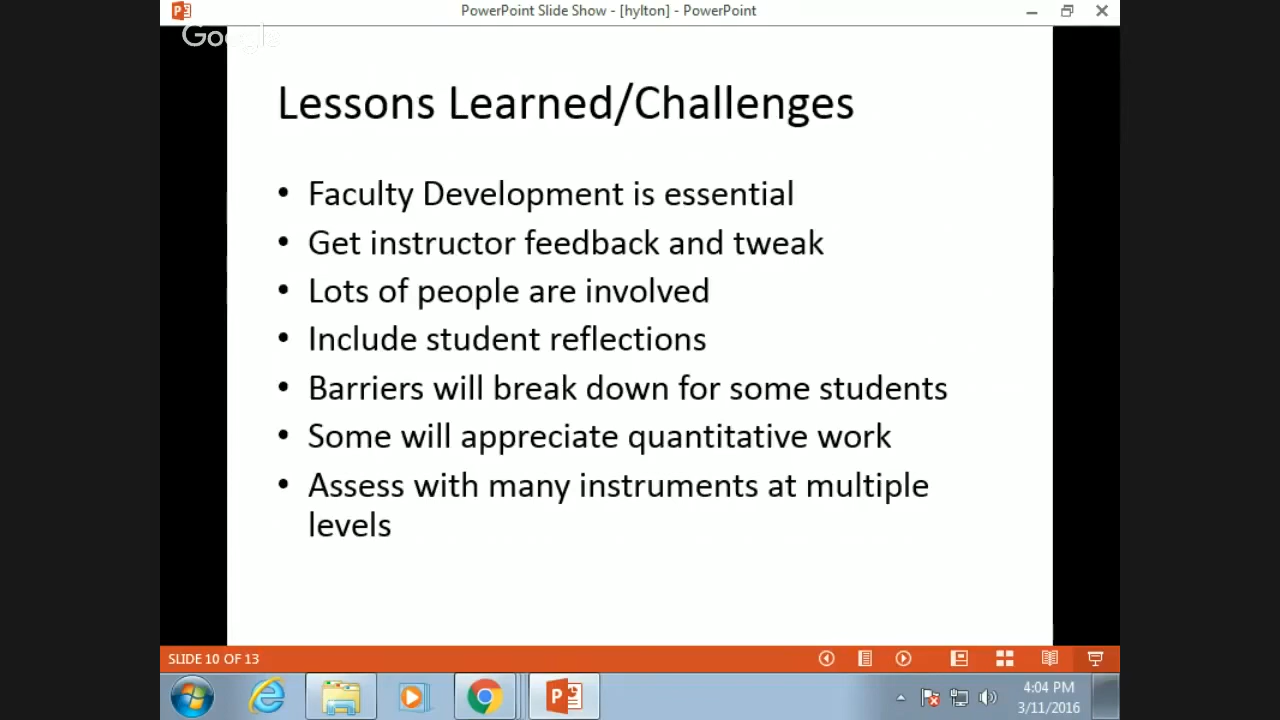 PowerPoint Slide Show - [hylton] - PowerPoint
Google
Lessons Learned/Challenges
• Faculty Development is essential
• Get instructor feedback and tweak
• Lots of people are involved
• Include student reflections
• Barriers will break down for some students
• Some will appreciate quantitative work
• Assess with many instruments at multiple
levels
SLIDE 10 OF 13
4:04 PM
3/11/2016